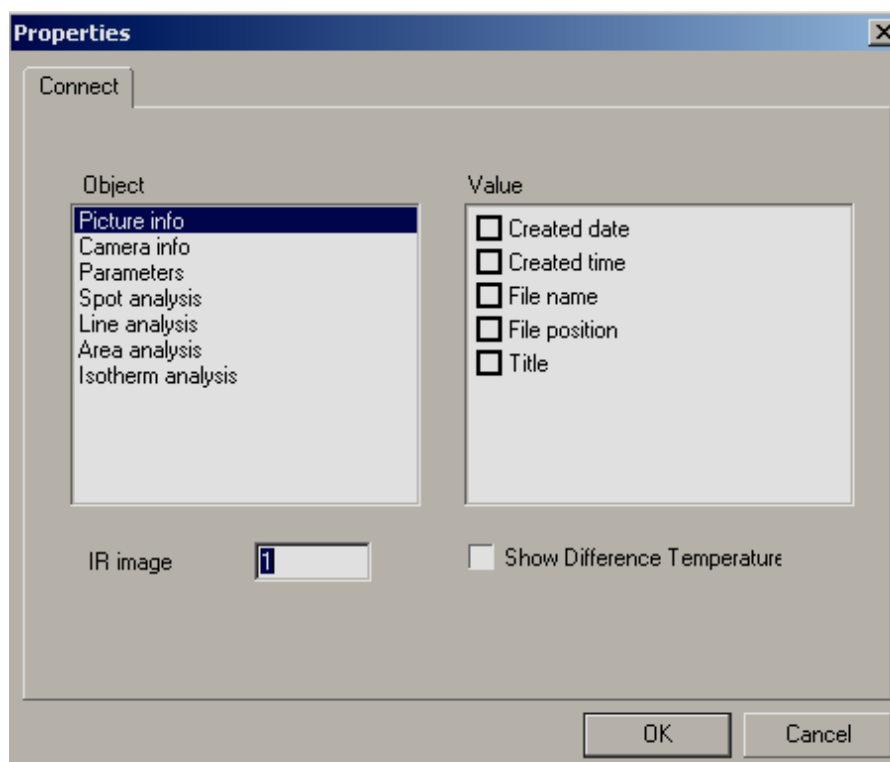 Properties
Connect
Object
Picture info
Camera info
Parameters
Spot analysis
Line analysis
Area analysis
Isotherm analysis
Value
Created date
Created time
File name
File position
Title
IR image
1
Show Difference Temperature
OK
Cancel